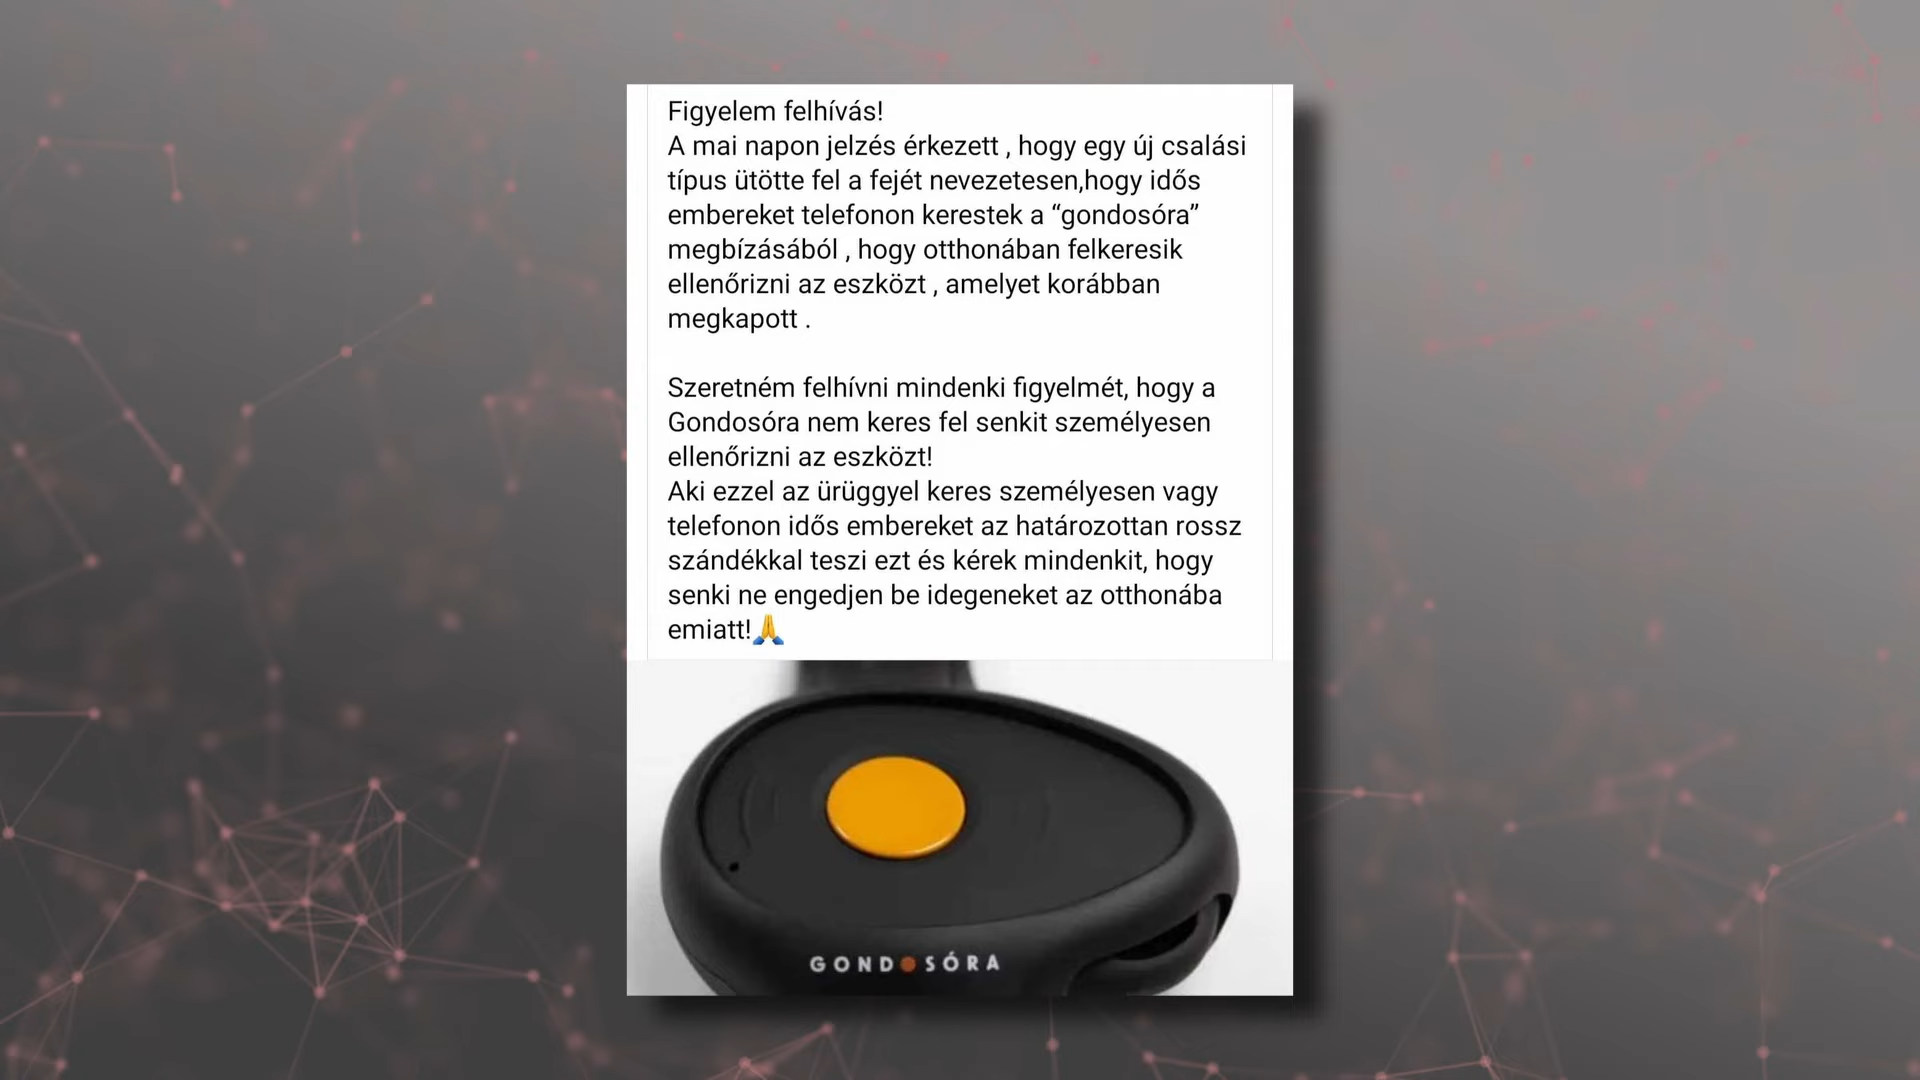 Figyelem felhívás!
A mai napon jelzés érkezett , hogy egy új csalási
típus ütötte fel a fejét nevezetesen,hogy idős
embereket telefonon kerestek a “gondosóra”
megbízásából , hogy otthonában felkeresik
ellenőrizni az eszközt , amelyet korábban
megkapott .
Szeretném felhívni mindenki figyelmét, hogy a
Gondosóra nem keres fel senkit személyesen
ellenőrizni az eszközt!
Aki ezzel az ürüggyel keres személyesen vagy
telefonon idős embereket az határozottan rossz
szándékkal teszi ezt és kérek mindenkit, hogy
senki ne engedjen be idegeneket az otthonába
emiatt!🙏
GONDOSÓRA